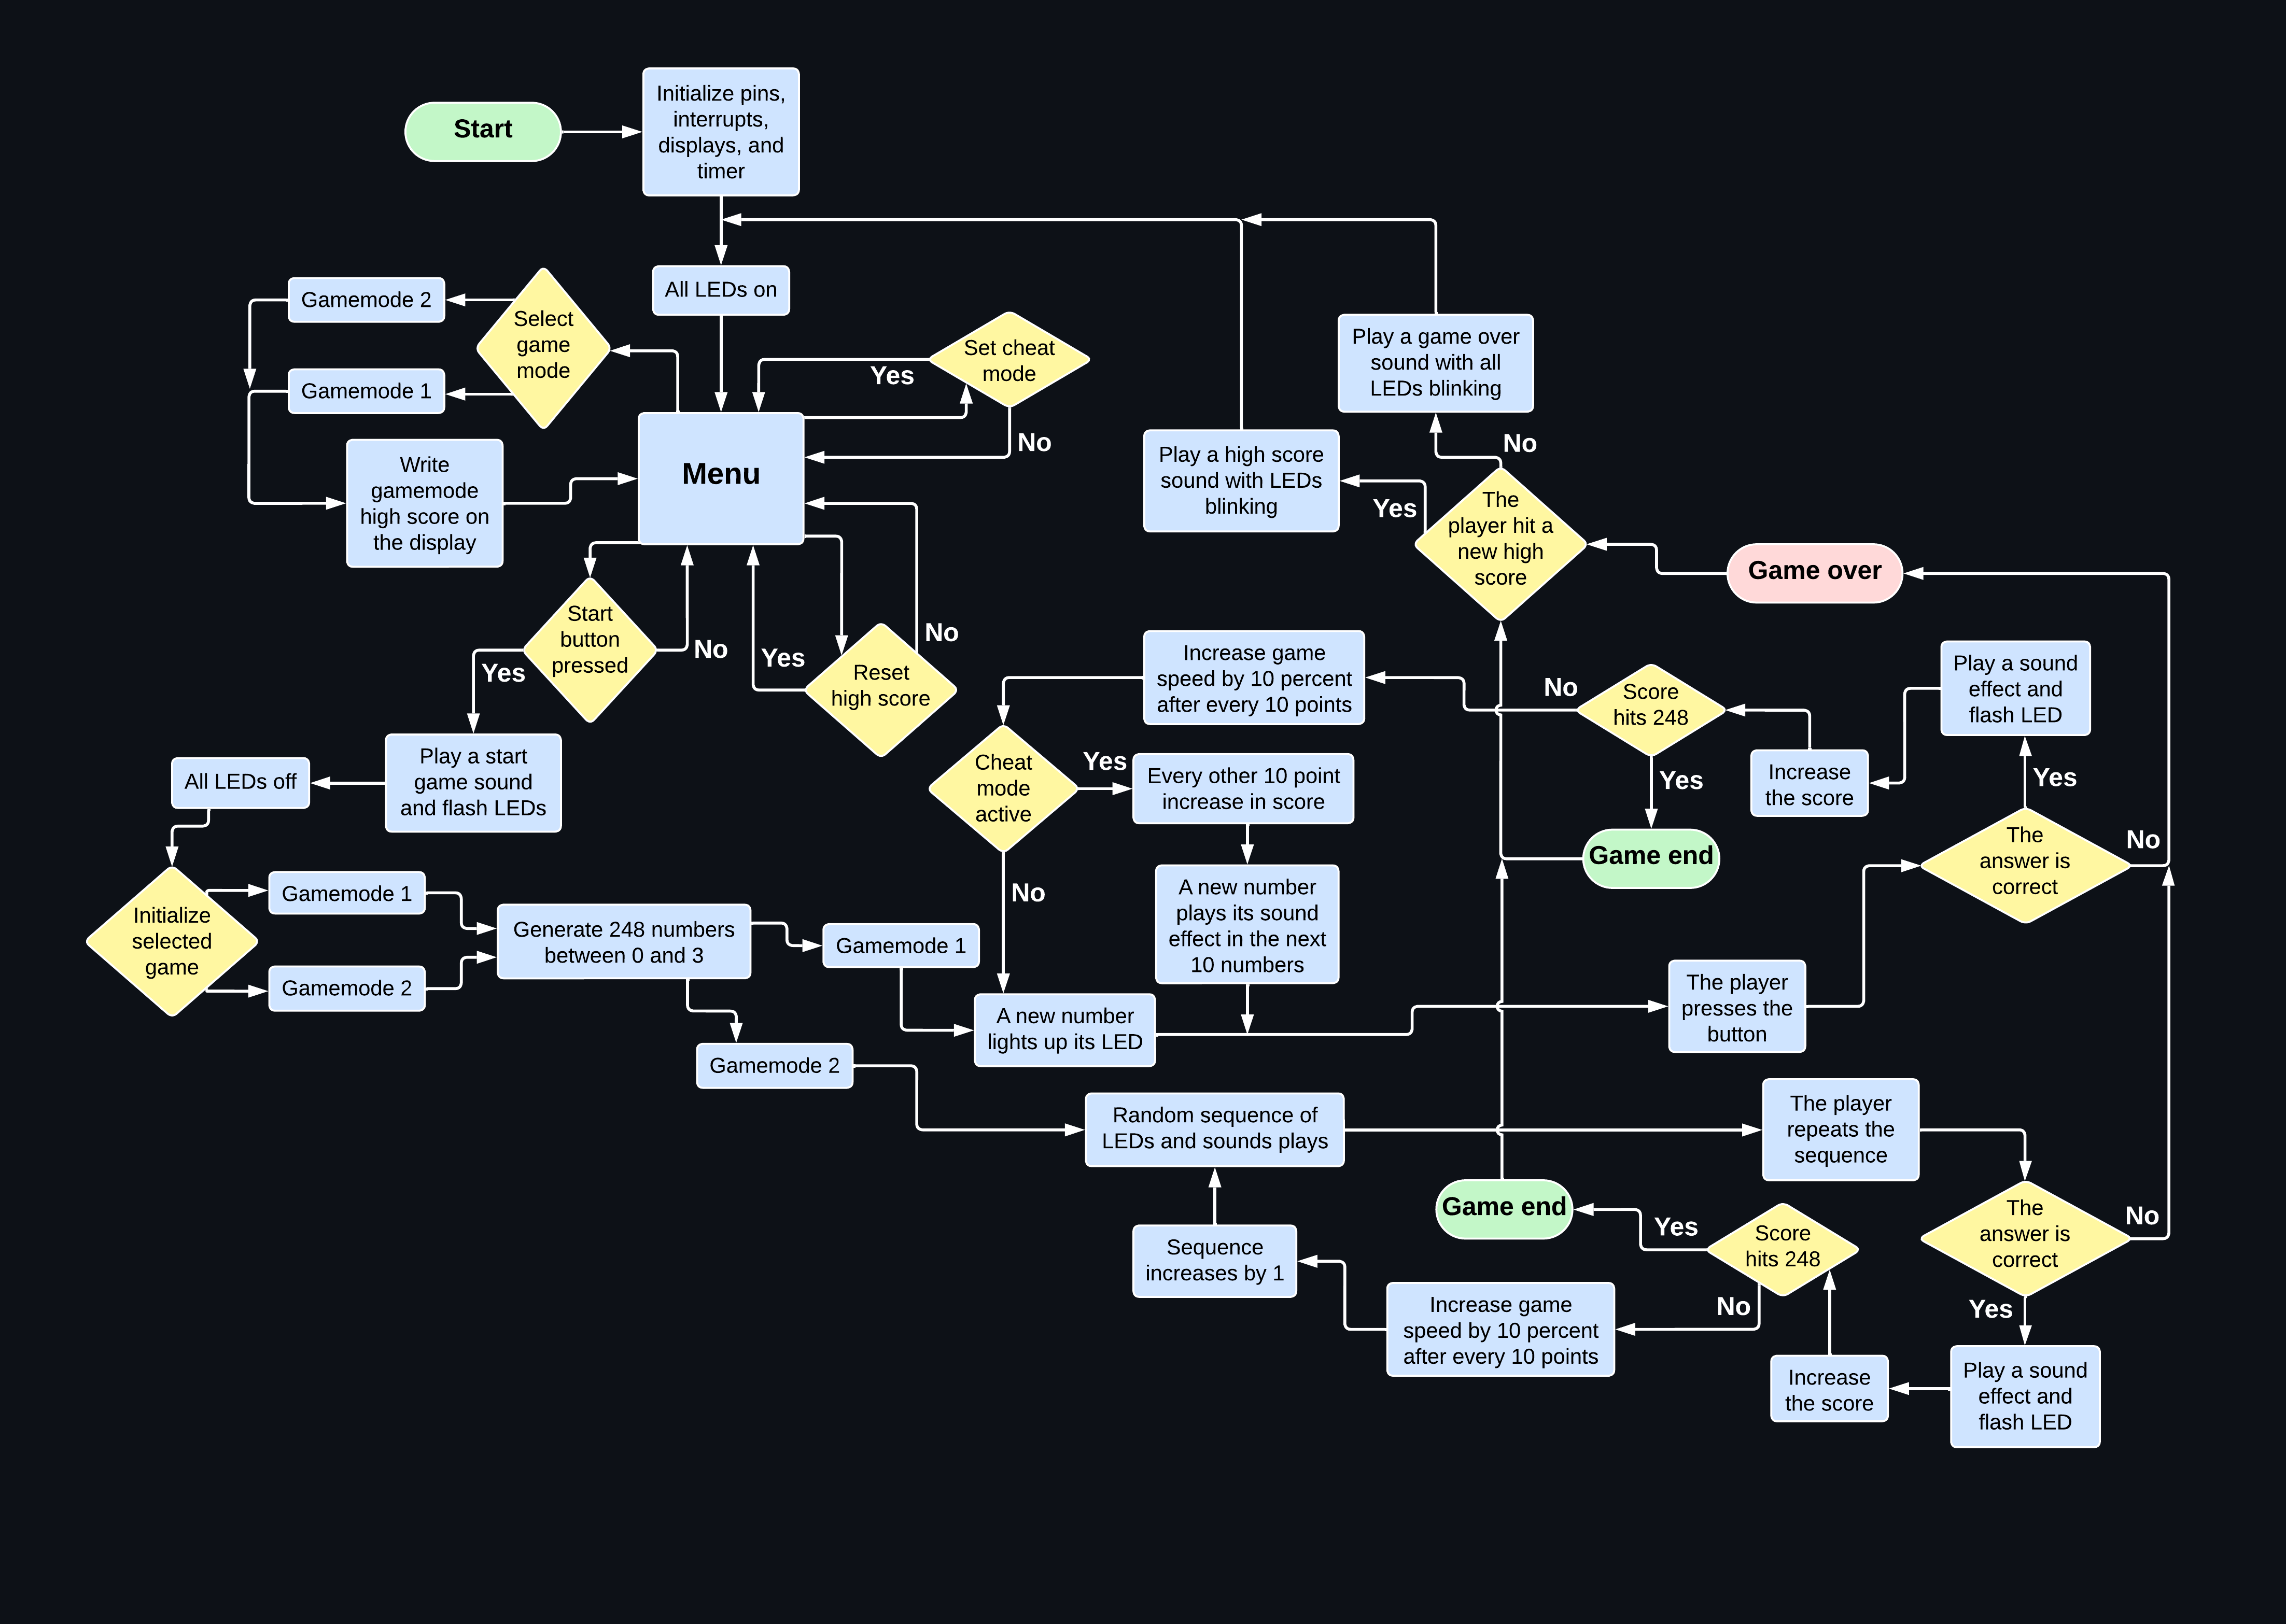 Start
Initialize pins,
interrupts,
displays, and
timer
All LEDs on
Gamemode 2
Select
game
mode
Gamemode 1
Write
gamemode
high score on
the display
Menu
Set cheat
mode
Yes
No
Start
button
pressed
No
Yes
Yes
No
Reset
high score
Play a start
game sound
and flash LEDs
All LEDs off
Initialize
selected
game
Gamemode 1
Gamemode 2
Generate 248 numbers
between 0 and 3
Gamemode 1
Gamemode 2
Play a game over
sound with all
LEDs blinking
Play a high score
sound with LEDs
blinking
No
Yes
The
player hit a
new high
score
Game over
Increase game
speed by 10 percent
after every 10 points
No
Score
hits 248
Yes
Game end
Play a sound
effect and
flash LED
Increase
the score
Yes
The
answer is
correct
No
Cheat
mode
active
Yes
No
Every other 10 point
increase in score
A new number
plays its sound
effect in the next
10 numbers
A new number
lights up its LED
The player
presses the
button
Random sequence of
LEDs and sounds plays
The player
repeats the
sequence
Game end
Yes
Score
hits 248
No
The
answer is
correct
No
Yes
Sequence
increases by 1
Increase game
speed by 10 percent
after every 10 points
Increase
the score
Play a sound
effect and
flash LED